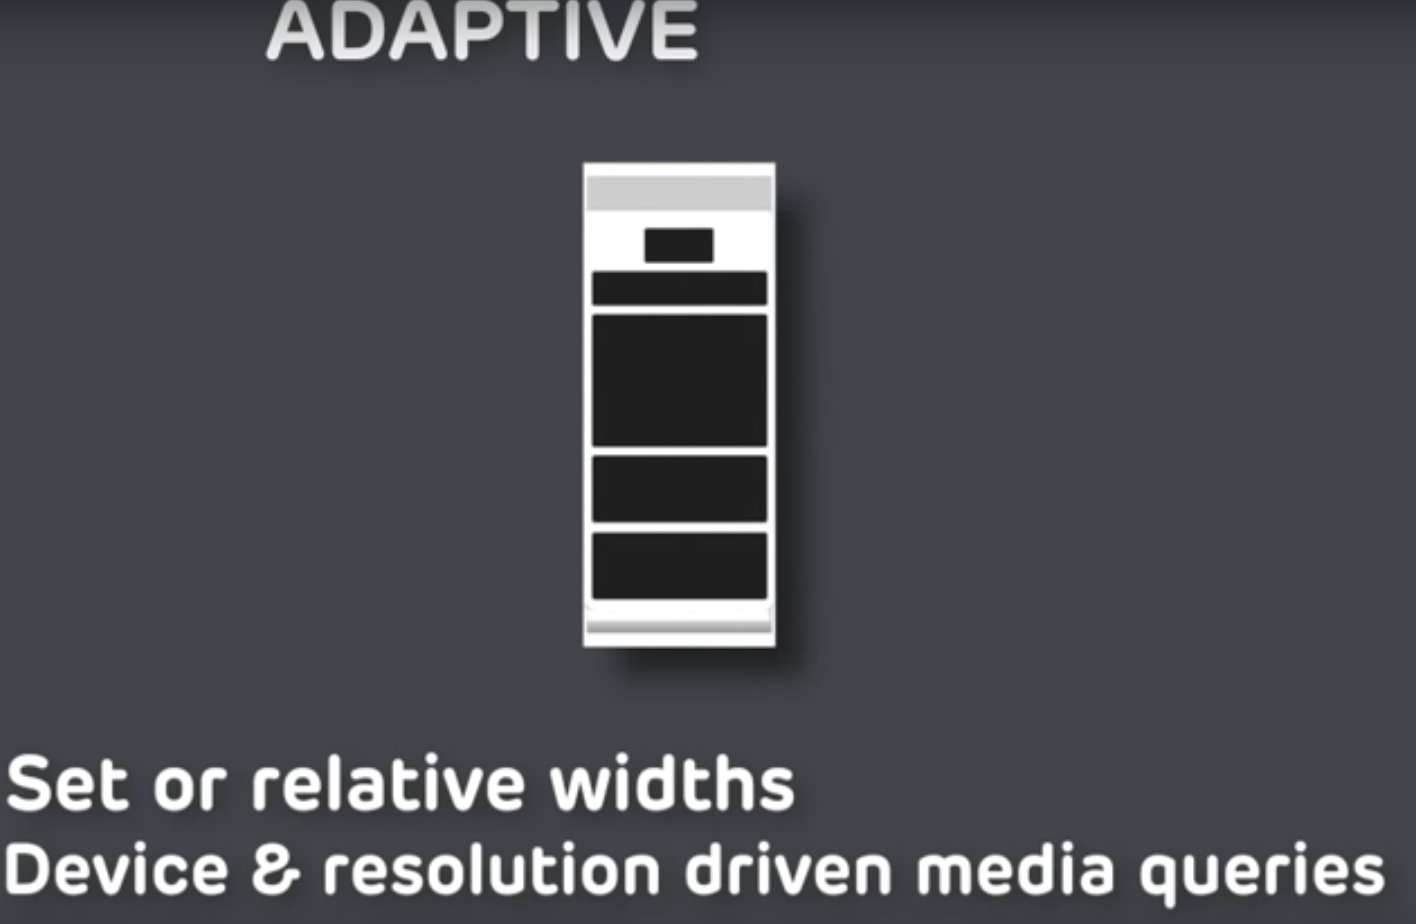 ADAPTIVE
Set or relative widths
Device & resolution driven media queries